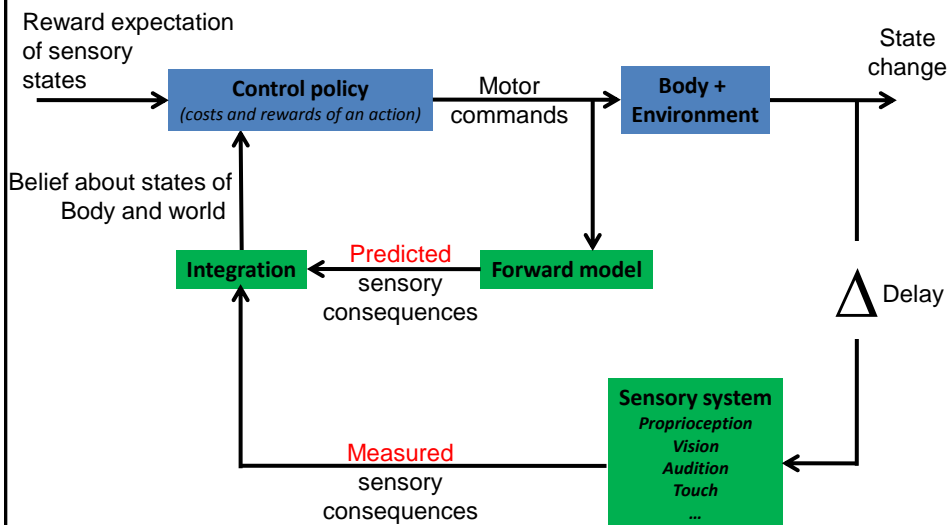 Reward expectation
of sensory
states
Control policy
(costs and rewards of an action)
Motor
commands
Body +
Environment
State
change
Belief about states of
Body and world
Integration
Predicted
sensory
consequences
Forward model
Δ Delay
Sensory system
Proprioception
Vision
Audition
Touch
...
Measured
sensory
consequences